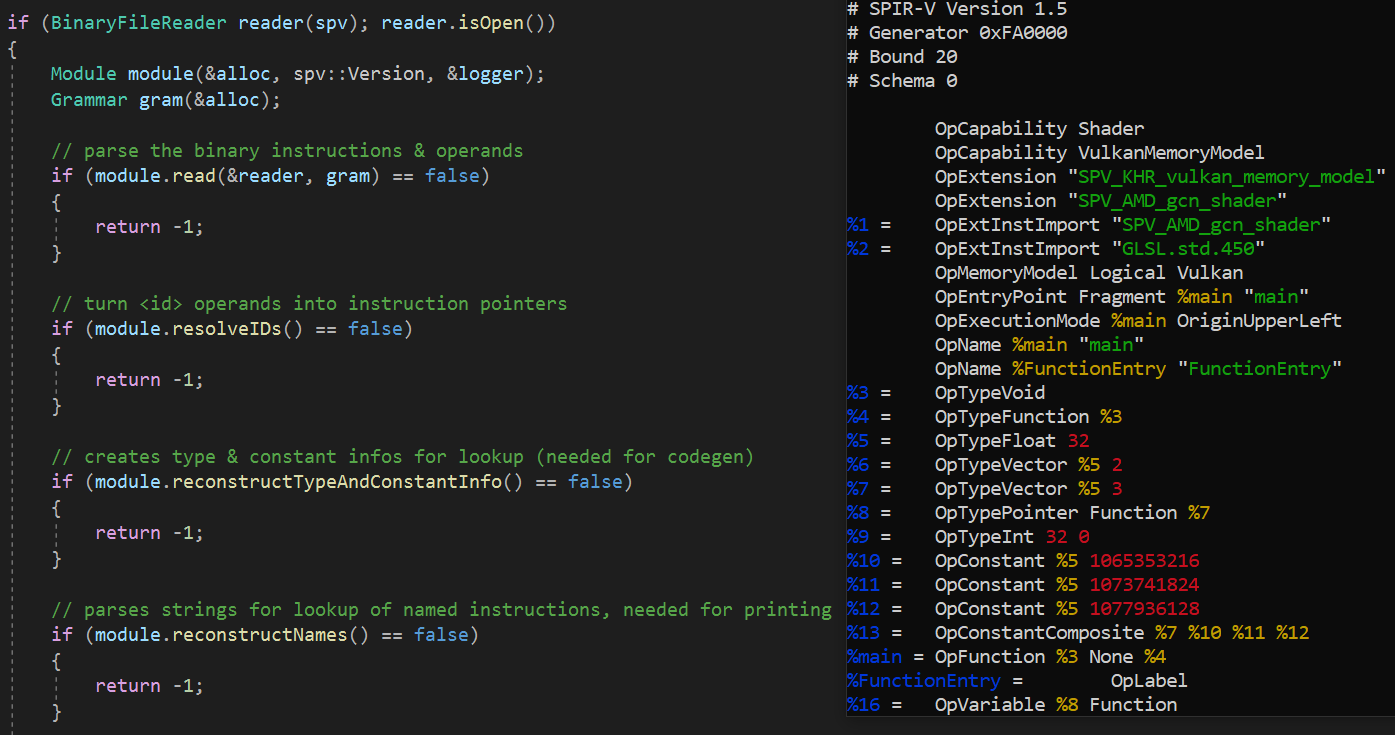 if (BinaryFileReader reader(spv); reader.isOpen())
{
    Module module(&alloc, spv::Version, &logger);
    Grammar gram(&alloc);

    // parse the binary instructions & operands
    if (module.read(&reader, gram) == false)
    {
        return -1;
    }

    // turn <id> operands into instruction pointers
    if (module.resolveIDs() == false)
    {
        return -1;
    }

    // creates type & constant infos for lookup (needed for codegen)
    if (module.reconstructTypeAndConstantInfo() == false)
    {
        return -1;
    }

    // parses strings for lookup of named instructions, needed for printing
    if (module.reconstructNames() == false)
    {
        return -1;
    }
# SPIR-V Version 1.5
# Generator 0xFA0000
# Bound 20
# Schema 0

        OpCapability Shader
        OpCapability VulkanMemoryModel
        OpExtension "SPV_KHR_vulkan_memory_model"
        OpExtension "SPV_AMD_gcn_shader"
%1 =    OpExtInstImport "SPV_AMD_gcn_shader"
%2 =    OpExtInstImport "GLSL.std.450"
        OpMemoryModel Logical Vulkan
        OpEntryPoint Fragment %main "main"
        OpExecutionMode %main OriginUpperLeft
        OpName %main "main"
        OpName %FunctionEntry "FunctionEntry"
%3 =    OpTypeVoid
%4 =    OpTypeFunction %3
%5 =    OpTypeFloat 32
%6 =    OpTypeVector %5 2
%7 =    OpTypeVector %5 3
%8 =    OpTypePointer Function %7
%9 =    OpTypeInt 32 0
%10 =   OpConstant %5 1065353216
%11 =   OpConstant %5 1073741824
%12 =   OpConstant %5 1077936128
%13 =   OpConstantComposite %7 %10 %11 %12
%main = OpFunction %3 None %4
%FunctionEntry =        OpLabel
%16 =   OpVariable %8 Function